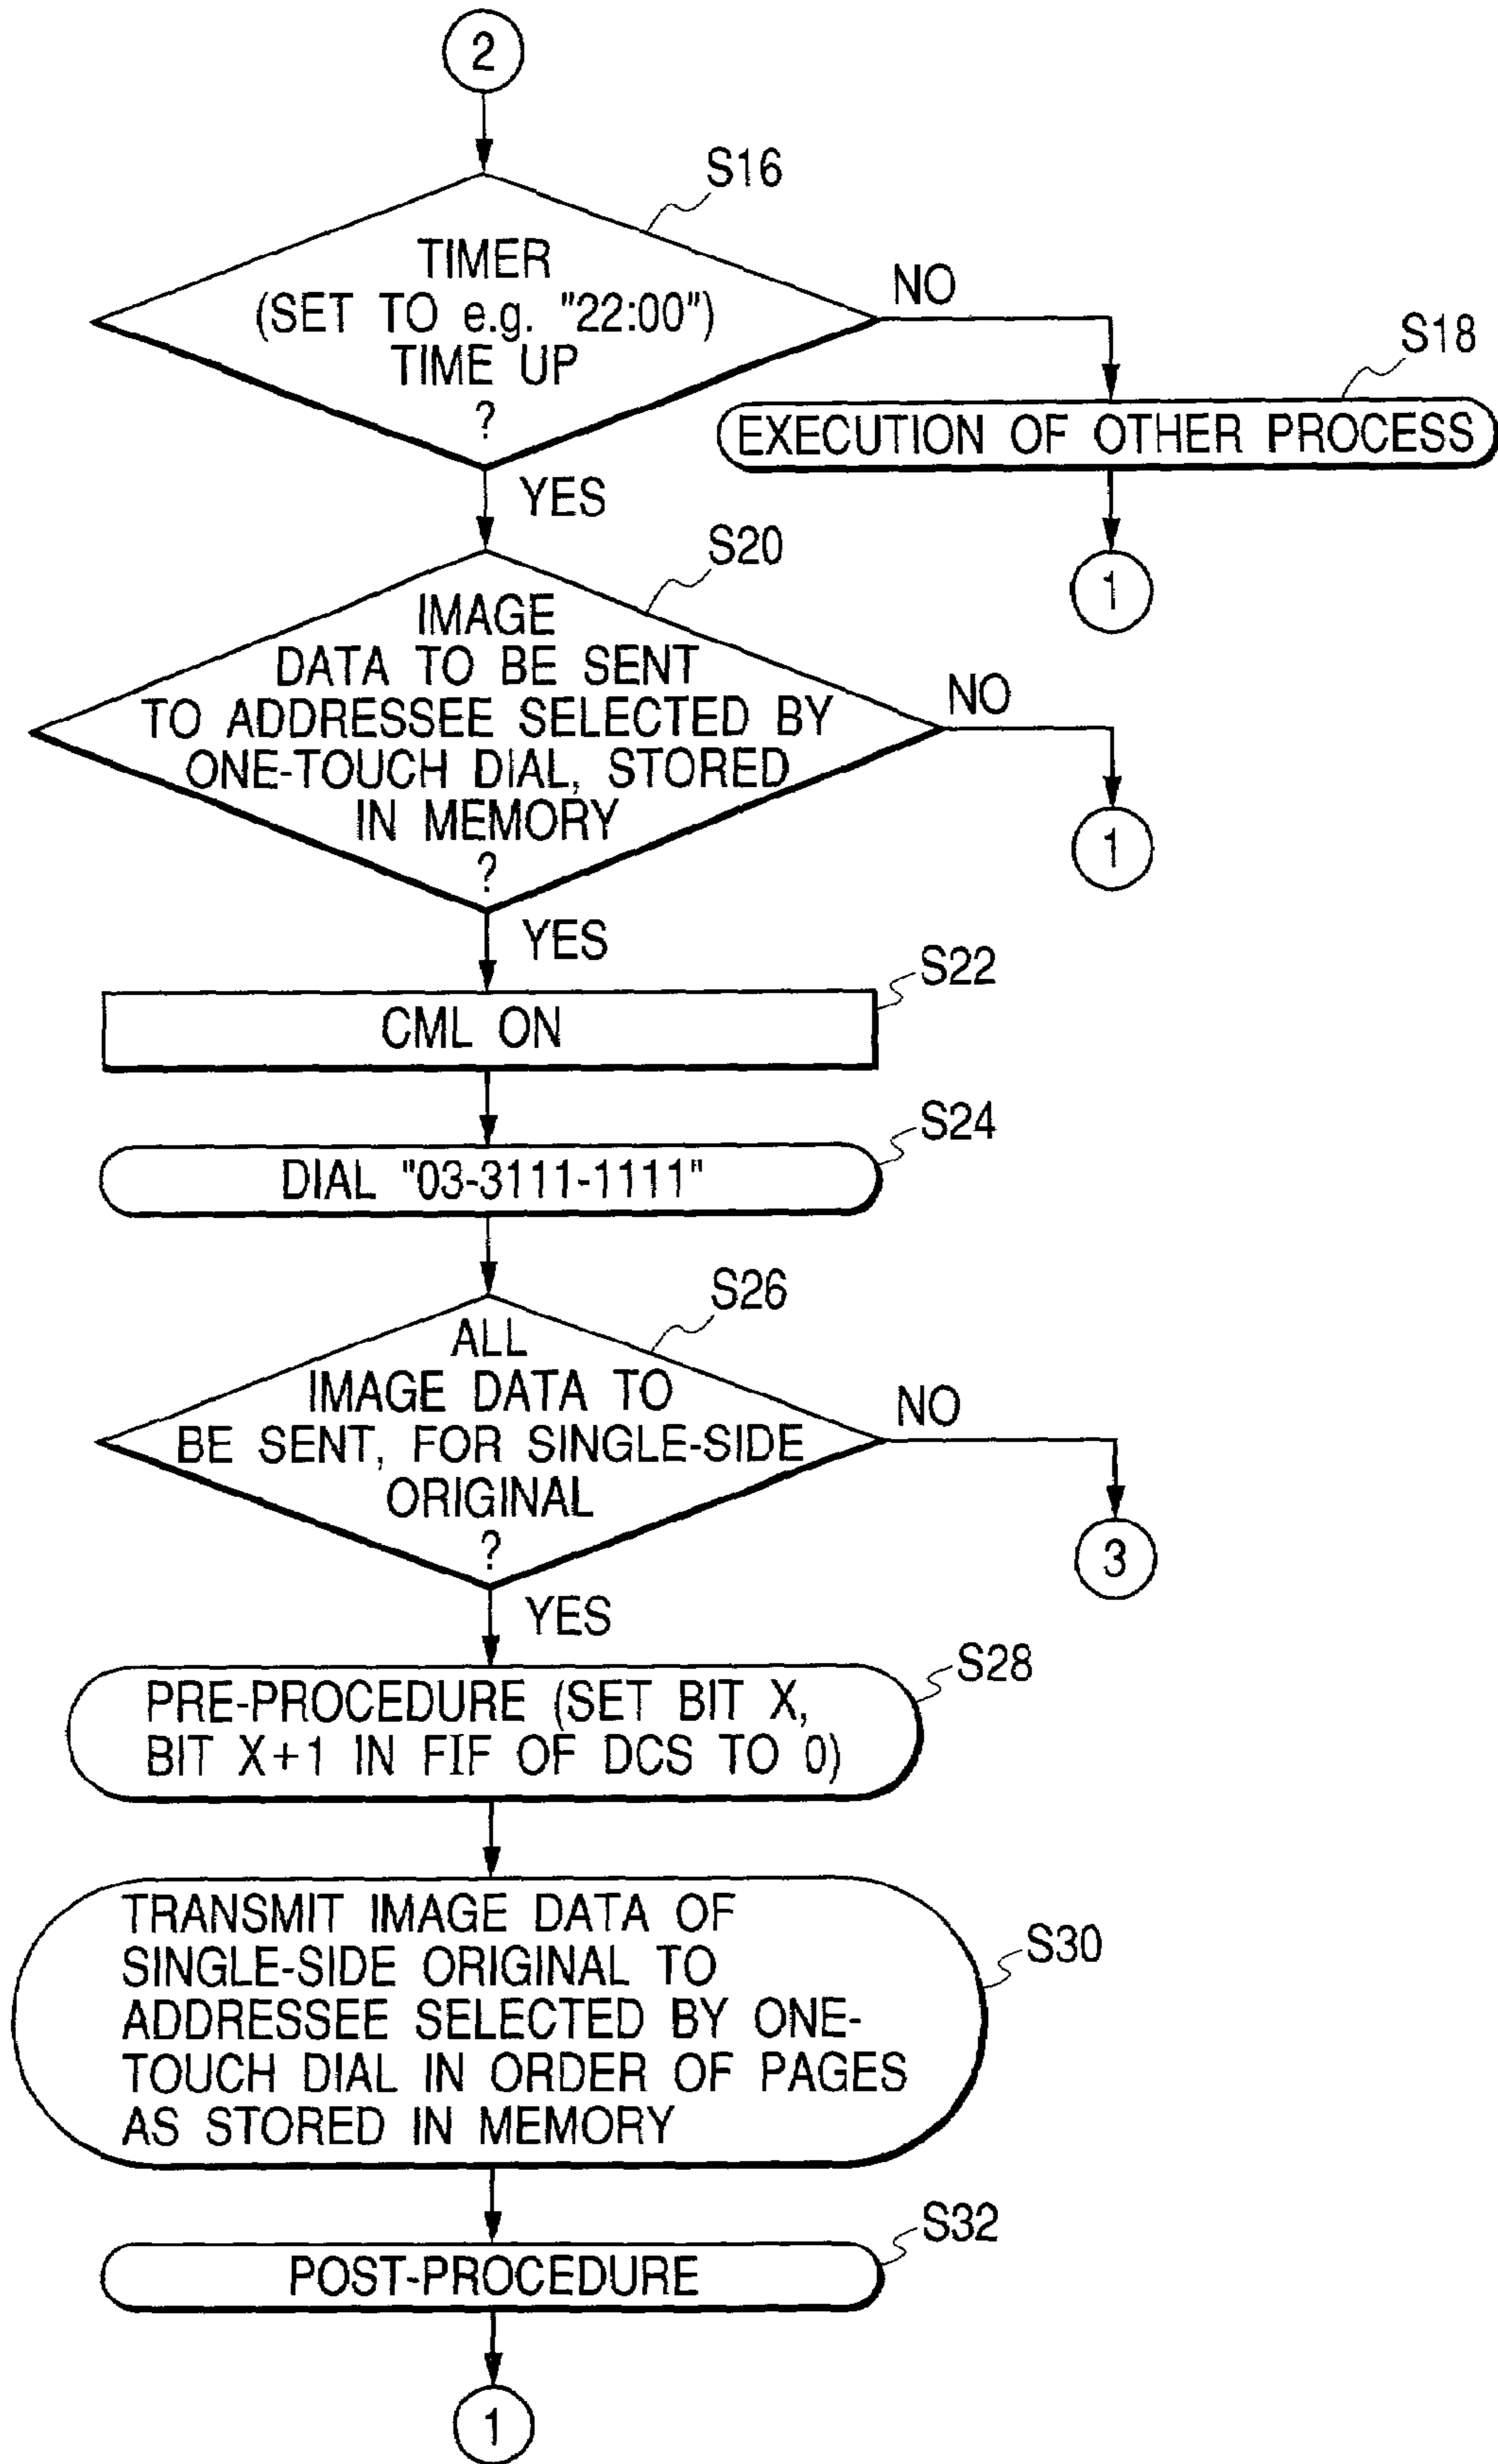 2
S16
TIMER
(SET TO e.g. "22:00")
TIME UP
?
NO
S18
EXECUTION OF OTHER PROCESS
1
YES
S20
IMAGE
DATA TO BE SENT
TO ADDRESSEE SELECTED BY
ONE-TOUCH DIAL, STORED
IN MEMORY
?
NO
1
YES
S22
CML ON
S24
DIAL "03-3111-1111"
S26
ALL
IMAGE DATA TO
BE SENT, FOR SINGLE-SIDE
ORIGINAL
?
NO
3
YES
S28
PRE-PROCEDURE (SET BIT X,
BIT X+1 IN FIF OF DCS TO 0)
S30
TRANSMIT IMAGE DATA OF
SINGLE-SIDE ORIGINAL TO
ADDRESSEE SELECTED BY ONE-
TOUCH DIAL IN ORDER OF PAGES
AS STORED IN MEMORY
S32
POST-PROCEDURE
1